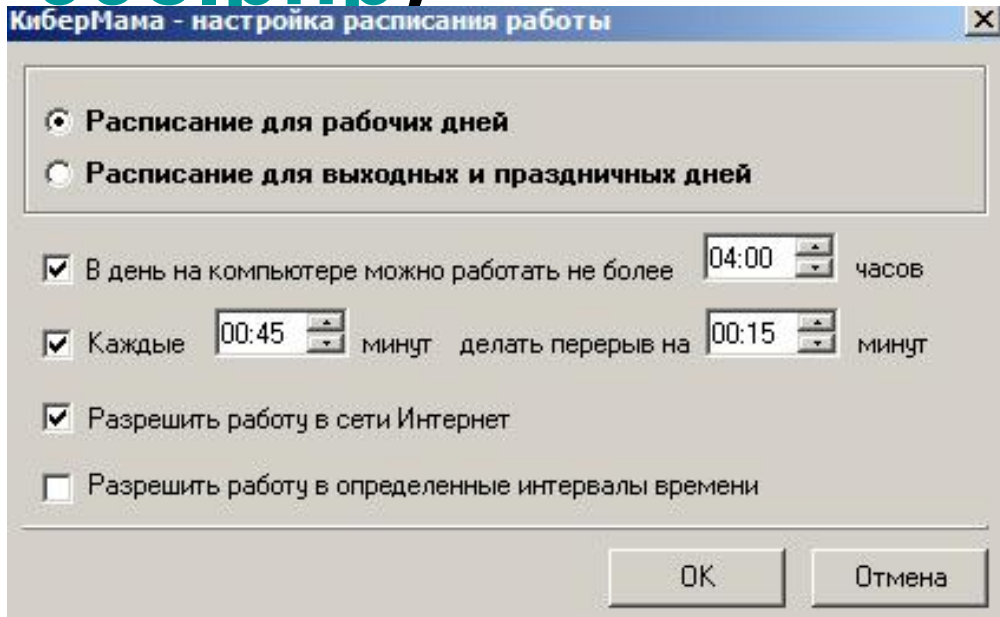 КиберМама - настройка расписания работы
Расписание для рабочих дней
Расписание для выходных и праздничных дней
В день на компьютере можно работать не более 04:00 часов
Каждые 00:45 минут делать перерыв на 00:15 минут
Разрешить работу в сети Интернет
Разрешить работу в определенные интервалы времени
OK Отмена